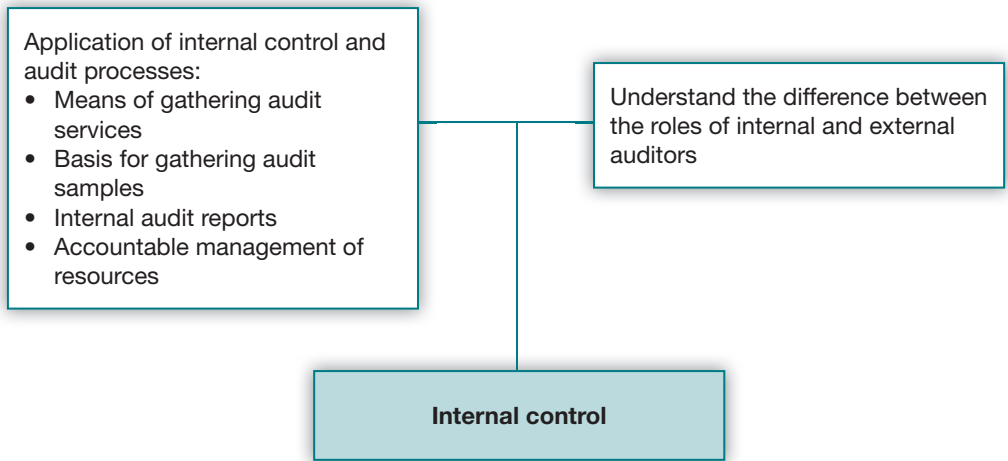 Application of internal control and
audit processes:
• Means of gathering audit
services
• Basis for gathering audit
samples
• Internal audit reports
• Accountable management of
resources
Understand the difference between
the roles of internal and external
auditors
Internal control